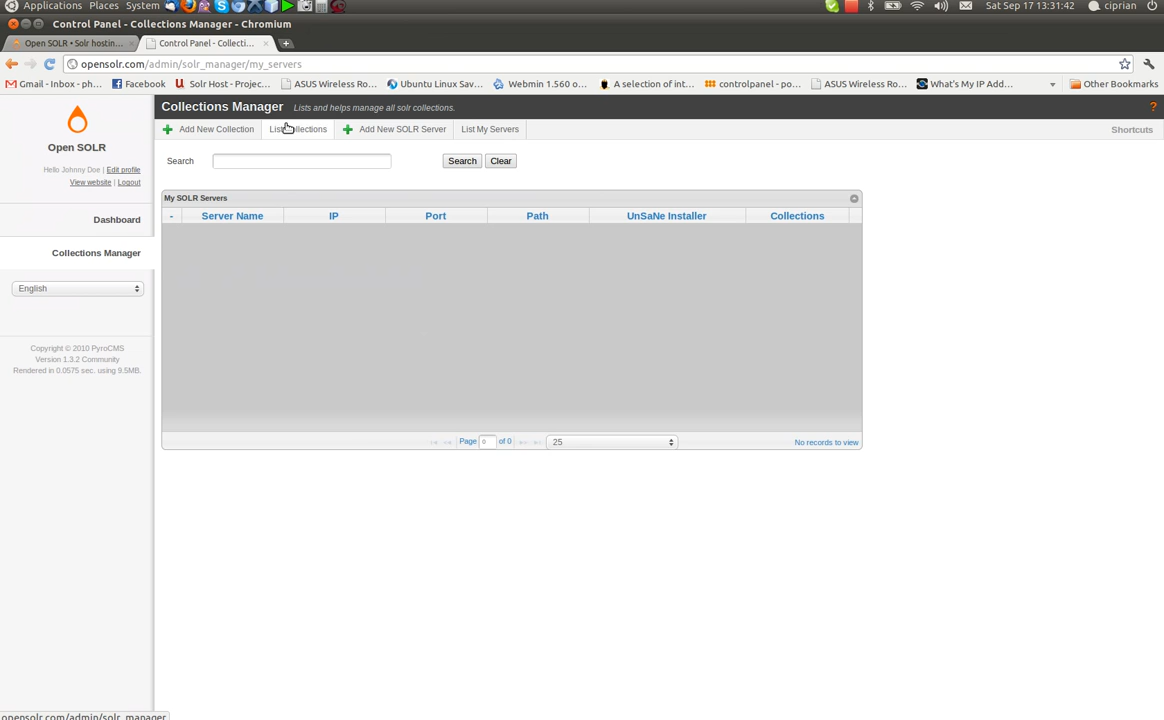 Applications Places System Sat Sep 17 13:31:42 ciprian
Control Panel - Collections Manager - Chromium
Open SOLR • Solr hostin... Control Panel - Collecti...
opensolr.com/admin/solr_manager/my_servers
Gmail - Inbox - ph... Facebook Solr Host - Projec... ASUS Wireless Ro... Ubuntu Linux Sav... Webmin 1.560 o... A selection of int... controlpanel - po... ASUS Wireless Ro... What's My IP Add... Other Bookmarks
Collections Manager Lists and helps manage all solr collections. ?
Add New Collection List Collections Add New SOLR Server List My Servers Shortcuts
Open SOLR
Hello Johnny Doe | Edit profile
View website | Logout
Dashboard
Collections Manager
English
Copyright © 2010 PyroCMS
Version 1.3.2 Community
Rendered in 0.0575 sec. using 9.5MB.
Search Search Clear
My SOLR Servers
- Server Name IP Port Path UnSaNe Installer Collections
Page 0 of 0 25 No records to view
opensolr.com/admin/solr_manager